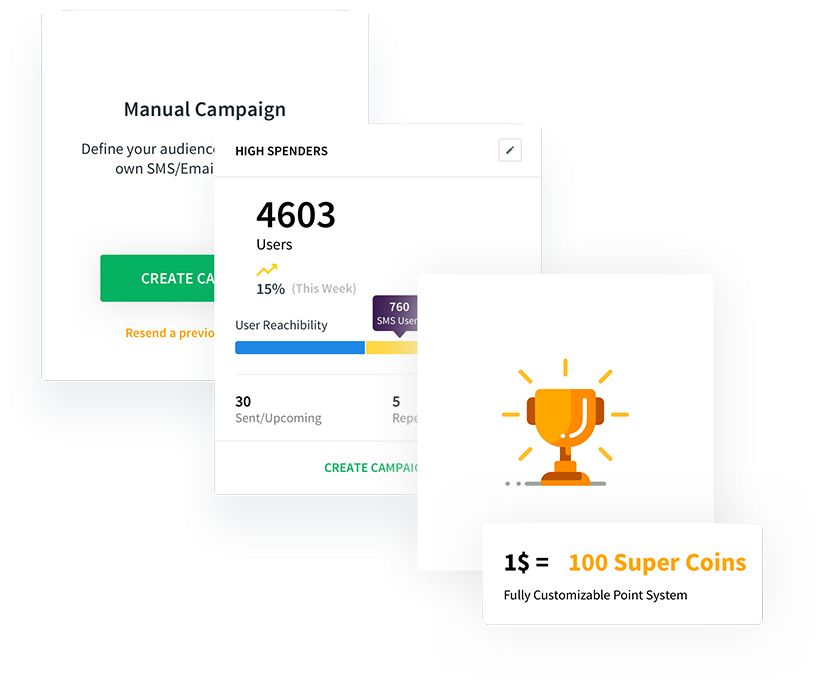 Manual Campaign
Define your audience
own SMS/Emai
CREATE CA
Resend a previo
HIGH SPENDERS
4603
Users
15% (This Week)
760
SMS User
User Reachibility
30
Sent/Upcoming
5
Repe
CREATE CAMPAIG
1$ = 100 Super Coins
Fully Customizable Point System